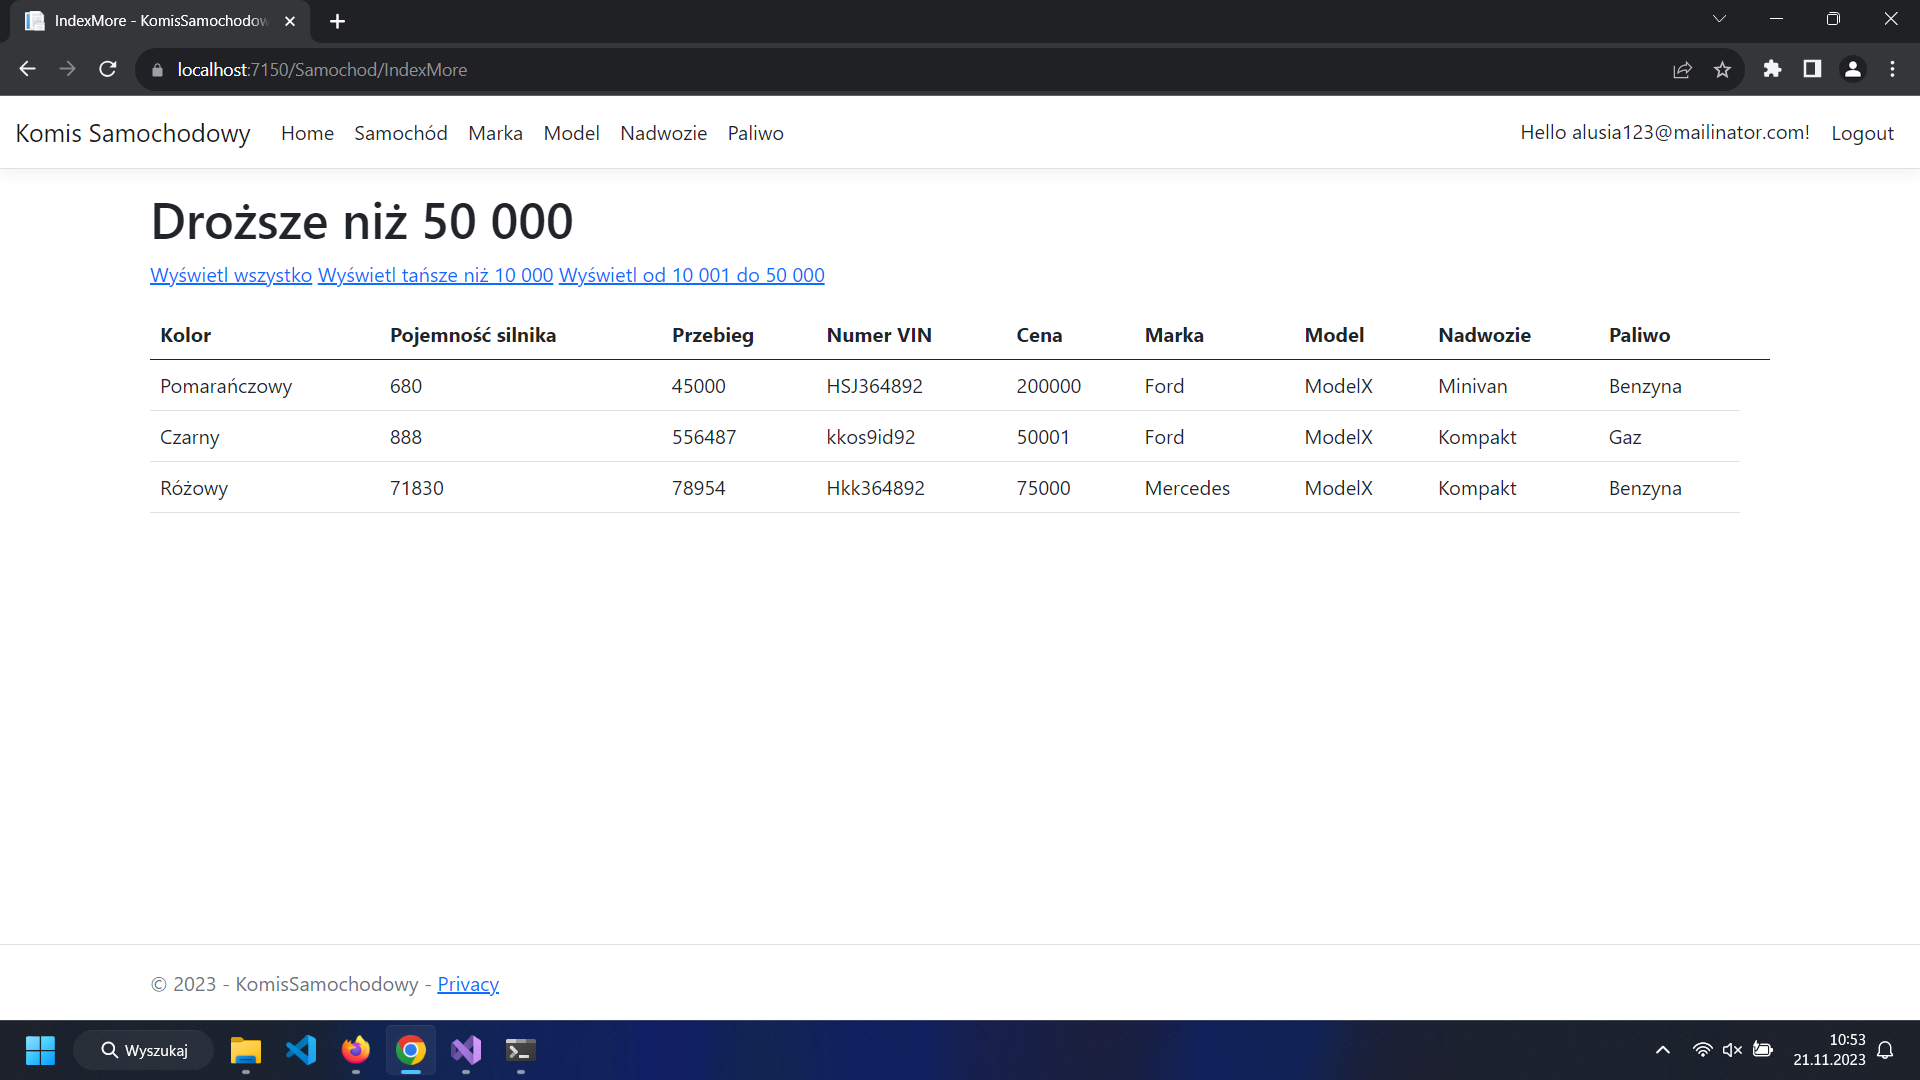 IndexMore - KomisSamochodow
localhost:7150/Samochod/IndexMore
Komis Samochodowy Home Samochód Marka Model Nadwozie Paliwo Hello alusia123@mailinator.com! Logout
Droższe niż 50 000
Wyświetl wszystko Wyświetl tańsze niż 10 000 Wyświetl od 10 001 do 50 000
Kolor Pojemność silnika Przebieg Numer VIN Cena Marka Model Nadwozie Paliwo
Pomarańczowy 680 45000 HSJ364892 200000 Ford ModelX Minivan Benzyna
Czarny 888 556487 kkos9id92 50001 Ford ModelX Kompakt Gaz
Różowy 71830 78954 Hkk364892 75000 Mercedes ModelX Kompakt Benzyna
© 2023 - KomisSamochodowy - Privacy
Wyszukaj
10:53
21.11.2023